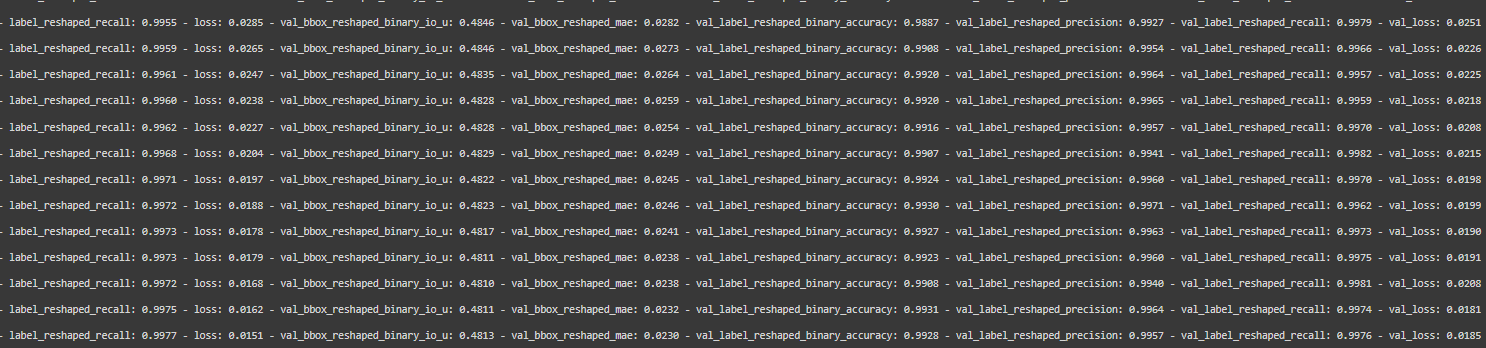 - label_reshaped_recall: 0.9955 - loss: 0.0285 - val_bbox_reshaped_binary_io_u: 0.4846 - val_bbox_reshaped_mae: 0.0282 - val_label_reshaped_binary_accuracy: 0.9887 - val_label_reshaped_precision: 0.9927 - val_label_reshaped_recall: 0.9979 - val_loss: 0.0251
- label_reshaped_recall: 0.9959 - loss: 0.0265 - val_bbox_reshaped_binary_io_u: 0.4846 - val_bbox_reshaped_mae: 0.0273 - val_label_reshaped_binary_accuracy: 0.9908 - val_label_reshaped_precision: 0.9954 - val_label_reshaped_recall: 0.9966 - val_loss: 0.0226
- label_reshaped_recall: 0.9961 - loss: 0.0247 - val_bbox_reshaped_binary_io_u: 0.4835 - val_bbox_reshaped_mae: 0.0264 - val_label_reshaped_binary_accuracy: 0.9920 - val_label_reshaped_precision: 0.9964 - val_label_reshaped_recall: 0.9957 - val_loss: 0.0225
- label_reshaped_recall: 0.9960 - loss: 0.0238 - val_bbox_reshaped_binary_io_u: 0.4828 - val_bbox_reshaped_mae: 0.0259 - val_label_reshaped_binary_accuracy: 0.9920 - val_label_reshaped_precision: 0.9965 - val_label_reshaped_recall: 0.9959 - val_loss: 0.0218
- label_reshaped_recall: 0.9962 - loss: 0.0227 - val_bbox_reshaped_binary_io_u: 0.4828 - val_bbox_reshaped_mae: 0.0254 - val_label_reshaped_binary_accuracy: 0.9916 - val_label_reshaped_precision: 0.9957 - val_label_reshaped_recall: 0.9970 - val_loss: 0.0208
- label_reshaped_recall: 0.9968 - loss: 0.0204 - val_bbox_reshaped_binary_io_u: 0.4829 - val_bbox_reshaped_mae: 0.0249 - val_label_reshaped_binary_accuracy: 0.9907 - val_label_reshaped_precision: 0.9941 - val_label_reshaped_recall: 0.9982 - val_loss: 0.0215
- label_reshaped_recall: 0.9971 - loss: 0.0197 - val_bbox_reshaped_binary_io_u: 0.4822 - val_bbox_reshaped_mae: 0.0245 - val_label_reshaped_binary_accuracy: 0.9924 - val_label_reshaped_precision: 0.9960 - val_label_reshaped_recall: 0.9970 - val_loss: 0.0198
- label_reshaped_recall: 0.9972 - loss: 0.0188 - val_bbox_reshaped_binary_io_u: 0.4823 - val_bbox_reshaped_mae: 0.0246 - val_label_reshaped_binary_accuracy: 0.9930 - val_label_reshaped_precision: 0.9971 - val_label_reshaped_recall: 0.9962 - val_loss: 0.0199
- label_reshaped_recall: 0.9973 - loss: 0.0178 - val_bbox_reshaped_binary_io_u: 0.4817 - val_bbox_reshaped_mae: 0.0241 - val_label_reshaped_binary_accuracy: 0.9927 - val_label_reshaped_precision: 0.9963 - val_label_reshaped_recall: 0.9973 - val_loss: 0.0190
- label_reshaped_recall: 0.9973 - loss: 0.0179 - val_bbox_reshaped_binary_io_u: 0.4811 - val_bbox_reshaped_mae: 0.0238 - val_label_reshaped_binary_accuracy: 0.9923 - val_label_reshaped_precision: 0.9960 - val_label_reshaped_recall: 0.9975 - val_loss: 0.0191
- label_reshaped_recall: 0.9972 - loss: 0.0168 - val_bbox_reshaped_binary_io_u: 0.4810 - val_bbox_reshaped_mae: 0.0238 - val_label_reshaped_binary_accuracy: 0.9908 - val_label_reshaped_precision: 0.9940 - val_label_reshaped_recall: 0.9981 - val_loss: 0.0208
- label_reshaped_recall: 0.9975 - loss: 0.0162 - val_bbox_reshaped_binary_io_u: 0.4811 - val_bbox_reshaped_mae: 0.0232 - val_label_reshaped_binary_accuracy: 0.9931 - val_label_reshaped_precision: 0.9964 - val_label_reshaped_recall: 0.9974 - val_loss: 0.0181
- label_reshaped_recall: 0.9977 - loss: 0.0151 - val_bbox_reshaped_binary_io_u: 0.4813 - val_bbox_reshaped_mae: 0.0230 - val_label_reshaped_binary_accuracy: 0.9928 - val_label_reshaped_precision: 0.9957 - val_label_reshaped_recall: 0.9976 - val_loss: 0.0185